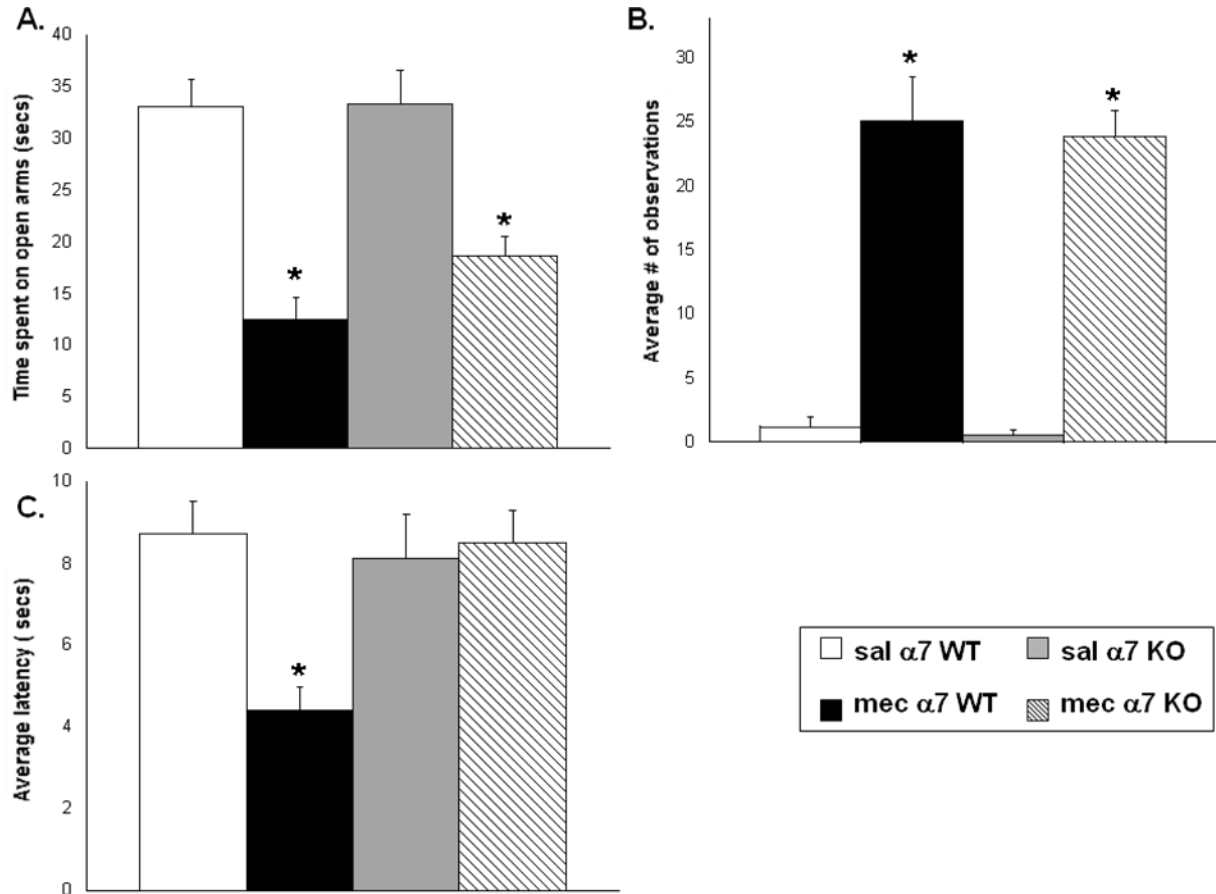 A.
Time spent on open arms (secs)
40
35
30
25
20
15
10
5
0
*
*
B.
Average # of observations
30
25
20
15
10
5
0
*
*
C.
Average latency ( secs)
10
8
6
4
2
0
*
sal α7 WT
sal α7 KO
mec α7 WT
mec α7 KO